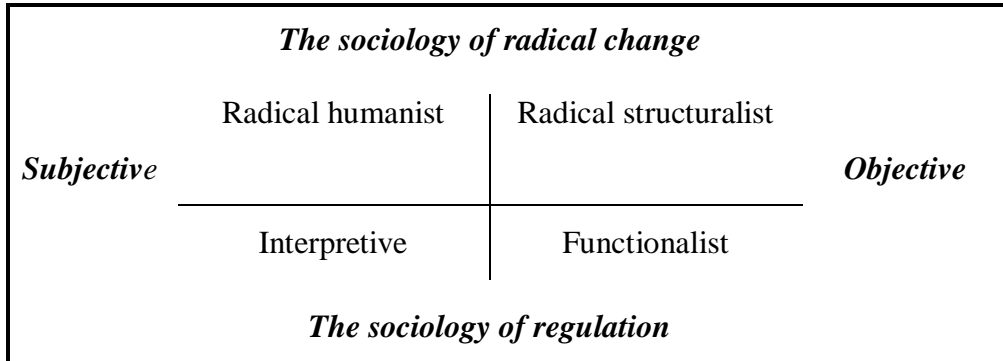 The sociology of radical change
Radical humanist Radical structuralist
Subjective Objective
Interpretive Functionalist
The sociology of regulation